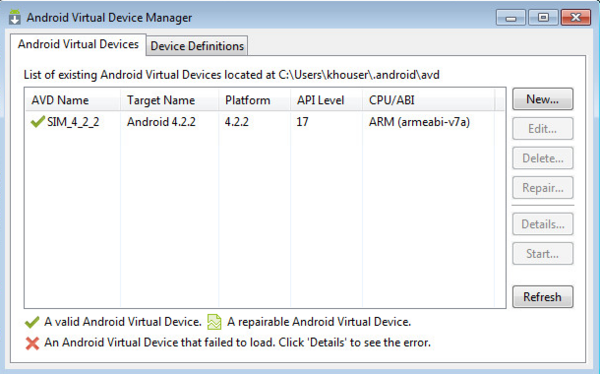 Android Virtual Device Manager
Android Virtual Devices
Device Definitions
List of existing Android Virtual Devices located at C:\Users\khouser\.android\avd
AVD Name Target Name Platform API Level CPU/ABI
SIM_4_2_2 Android 4.2.2 4.2.2 17 ARM (armeabi-v7a)
New...
Edit...
Delete...
Repair...
Details...
Start...
Refresh
A valid Android Virtual Device. A repairable Android Virtual Device.
An Android Virtual Device that failed to load. Click 'Details' to see the error.